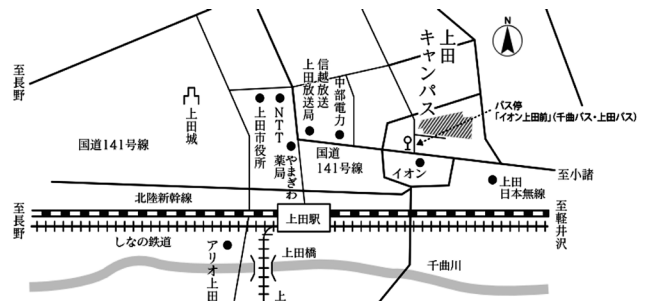 N
至長野
上田城
国道141号線
上田市役所
NTT
やまざわ薬局
信越放送
上田放送局
中部電力
上田
キャンパス
バス停
「イオン上田前」(千曲バス・上田バス)
国道
141号線
イオン
上田
日本無線
至小諸
北陸新幹線
至長野
上田駅
至軽井沢
しなの鉄道
アリオ上田
上田橋
千曲川
上